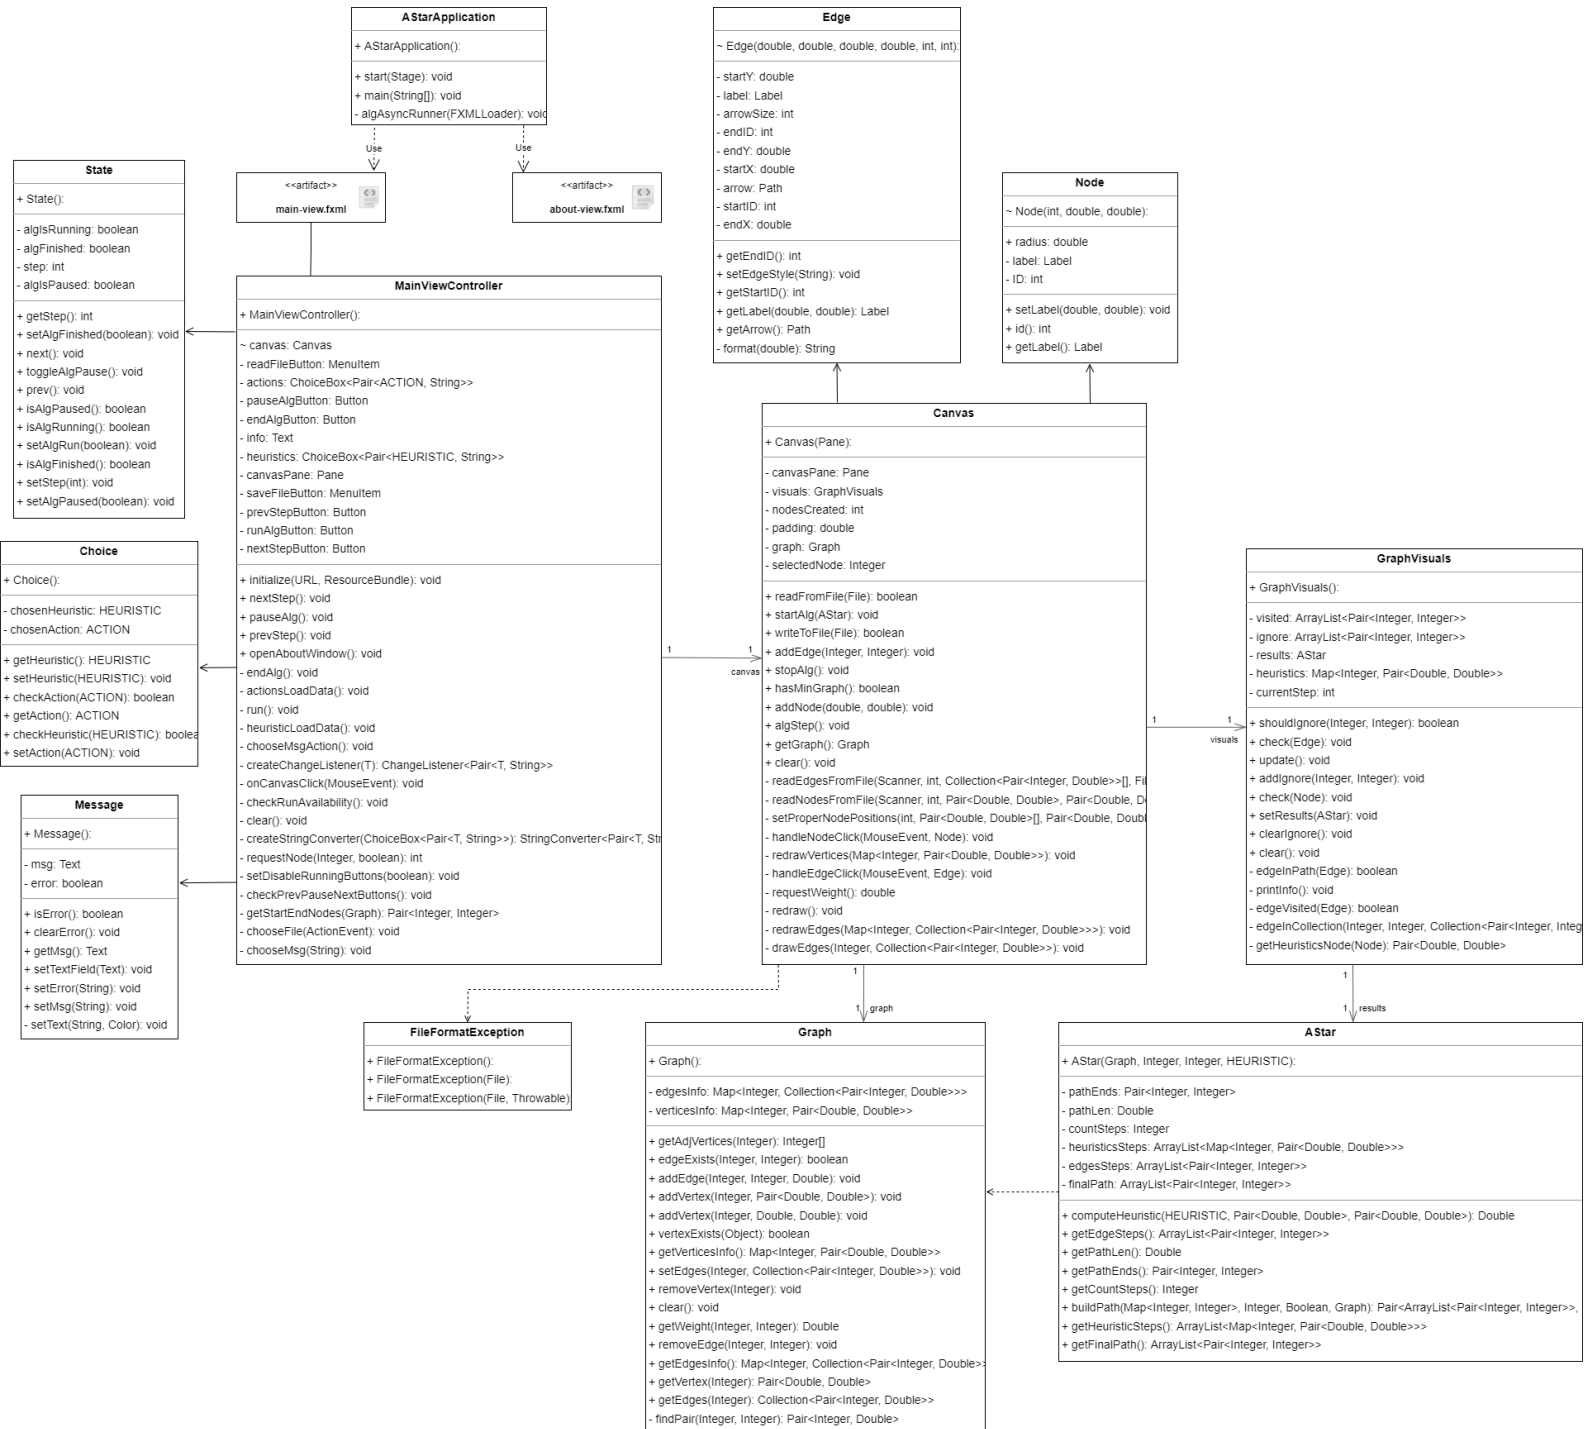 AStarApplication
+ AStarApplication():
+ start(Stage): void
+ main(String[]): void
- algAsyncRunner(FXMLLoader): void
Use
Use
<<artifact>>
main-view.fxml
<<artifact>>
about-view.fxml
State
+ State():
- algIsRunning: boolean
- algFinished: boolean
- step: int
- algIsPaused: boolean
+ getStep(): int
+ setAlgFinished(boolean): void
+ next(): void
+ toggleAlgPause(): void
+ prev(): void
+ isAlgPaused(): boolean
+ isAlgRunning(): boolean
+ setAlgRun(boolean): void
+ isAlgFinished(): boolean
+ setStep(int): void
+ setAlgPaused(boolean): void
Choice
+ Choice():
- chosenHeuristic: HEURISTIC
- chosenAction: ACTION
+ getHeuristic(): HEURISTIC
+ setHeuristic(HEURISTIC): void
+ checkAction(ACTION): boolean
+ getAction(): ACTION
+ checkHeuristic(HEURISTIC): boolea
+ setAction(ACTION): void
Message
+ Message():
- msg: Text
- error: boolean
+ isError(): boolean
+ clearError(): void
+ getMsg(): Text
+ setTextField(Text): void
+ setError(String): void
+ setMsg(String): void
- setText(String, Color): void
MainViewController
+ MainViewController():
~ canvas: Canvas
- readFileButton: MenuItem
- actions: ChoiceBox<Pair<ACTION, String>>
- pauseAlgButton: Button
- endAlgButton: Button
- info: Text
- heuristics: ChoiceBox<Pair<HEURISTIC, String>>
- canvasPane: Pane
- saveFileButton: MenuItem
- prevStepButton: Button
- runAlgButton: Button
- nextStepButton: Button
+ initialize(URL, ResourceBundle): void
+ nextStep(): void
+ pauseAlg(): void
+ prevStep(): void
+ openAboutWindow(): void
- endAlg(): void
- actionsLoadData(): void
- run(): void
- heuristicLoadData(): void
- chooseMsgAction(): void
- createChangeListener(T): ChangeListener<Pair<T, String>>
- onCanvasClick(MouseEvent): void
- checkRunAvailability(): void
- clear(): void
- createStringConverter(ChoiceBox<Pair<T, String>>): StringConverter<Pair<T, Str
- requestNode(Integer, boolean): int
- setDisableRunningButtons(boolean): void
- checkPrevPauseNextButtons(): void
- getStartEndNodes(Graph): Pair<Integer, Integer>
- chooseFile(ActionEvent): void
- chooseMsg(String): void
1
1
canvas
Edge
~ Edge(double, double, double, double, int, int):
- startY: double
- label: Label
- arrowSize: int
- endID: int
- endY: double
- startX: double
- arrow: Path
- startID: int
- endX: double
+ getEndID(): int
+ setEdgeStyle(String): void
+ getStartID(): int
+ getLabel(double, double): Label
+ getArrow(): Path
- format(double): String
Node
~ Node(int, double, double):
+ radius: double
- label: Label
- ID: int
+ setLabel(double, double): void
+ id(): int
+ getLabel(): Label
Canvas
+ Canvas(Pane):
- canvasPane: Pane
- visuals: GraphVisuals
- nodesCreated: int
- padding: double
- graph: Graph
- selectedNode: Integer
+ readFromFile(File): boolean
+ startAlg(AStar): void
+ writeToFile(File): boolean
+ addEdge(Integer, Integer): void
+ stopAlg(): void
+ hasMinGraph(): boolean
+ addNode(double, double): void
+ algStep(): void
+ getGraph(): Graph
+ clear(): void
- readEdgesFromFile(Scanner, int, Collection<Pair<Integer, Double>>[], Fil
- readNodesFromFile(Scanner, int, Pair<Double, Double>, Pair<Double, D
- setProperNodePositions(int, Pair<Double, Double>[], Pair<Double, Doubl
- handleNodeClick(MouseEvent, Node): void
- redrawVertices(Map<Integer, Pair<Double, Double>>): void
- handleEdgeClick(MouseEvent, Edge): void
- requestWeight(): double
- redraw(): void
- redrawEdges(Map<Integer, Collection<Pair<Integer, Double>>>): void
- drawEdges(Integer, Collection<Pair<Integer, Double>>): void
1
1
visuals
GraphVisuals
+ GraphVisuals():
- visited: ArrayList<Pair<Integer, Integer>>
- ignore: ArrayList<Pair<Integer, Integer>>
- results: AStar
- heuristics: Map<Integer, Pair<Double, Double>>
- currentStep: int
+ shouldIgnore(Integer, Integer): boolean
+ check(Edge): void
+ update(): void
+ addIgnore(Integer, Integer): void
+ check(Node): void
+ setResults(AStar): void
+ clearIgnore(): void
+ clear(): void
- edgeInPath(Edge): boolean
- printInfo(): void
- edgeVisited(Edge): boolean
- edgeInCollection(Integer, Integer, Collection<Pair<Integer, Integ
- getHeuristicsNode(Node): Pair<Double, Double>
1
1
graph
1
1
results
FileFormatException
+ FileFormatException():
+ FileFormatException(File):
+ FileFormatException(File, Throwable)
Graph
+ Graph():
- edgesInfo: Map<Integer, Collection<Pair<Integer, Double>>>
- verticesInfo: Map<Integer, Pair<Double, Double>>
+ getAdjVertices(Integer): Integer[]
+ edgeExists(Integer, Integer): boolean
+ addEdge(Integer, Integer, Double): void
+ addVertex(Integer, Pair<Double, Double>): void
+ addVertex(Integer, Double, Double): void
+ vertexExists(Object): boolean
+ getVerticesInfo(): Map<Integer, Pair<Double, Double>>
+ setEdges(Integer, Collection<Pair<Integer, Double>>): void
+ removeVertex(Integer): void
+ clear(): void
+ getWeight(Integer, Integer): Double
+ removeEdge(Integer, Integer): void
+ getEdgesInfo(): Map<Integer, Collection<Pair<Integer, Double>>
+ getVertex(Integer): Pair<Double, Double>
+ getEdges(Integer): Collection<Pair<Integer, Double>>
- findPair(Integer, Integer): Pair<Integer, Double>
AStar
+ AStar(Graph, Integer, Integer, HEURISTIC):
- pathEnds: Pair<Integer, Integer>
- pathLen: Double
- countSteps: Integer
- heuristicsSteps: ArrayList<Map<Integer, Pair<Double, Double>>>
- edgesSteps: ArrayList<Pair<Integer, Integer>>
- finalPath: ArrayList<Pair<Integer, Integer>>
+ computeHeuristic(HEURISTIC, Pair<Double, Double>, Pair<Double, Double>): Double
+ getEdgeSteps(): ArrayList<Pair<Integer, Integer>>
+ getPathLen(): Double
+ getPathEnds(): Pair<Integer, Integer>
+ getCountSteps(): Integer
+ buildPath(Map<Integer, Integer>, Integer, Boolean, Graph): Pair<ArrayList<Pair<Integer, Integer>>,
+ getHeuristicSteps(): ArrayList<Map<Integer, Pair<Double, Double>>>
+ getFinalPath(): ArrayList<Pair<Integer, Integer>>